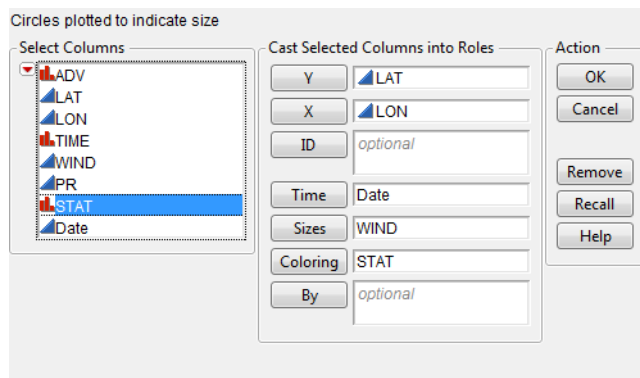 Circles plotted to indicate size
Select Columns
ADV
LAT
LON
TIME
WIND
PR
STAT
Date
Cast Selected Columns into Roles
Y LAT
X LON
ID optional
Time Date
Sizes WIND
Coloring STAT
By optional
Action
OK
Cancel
Remove
Recall
Help